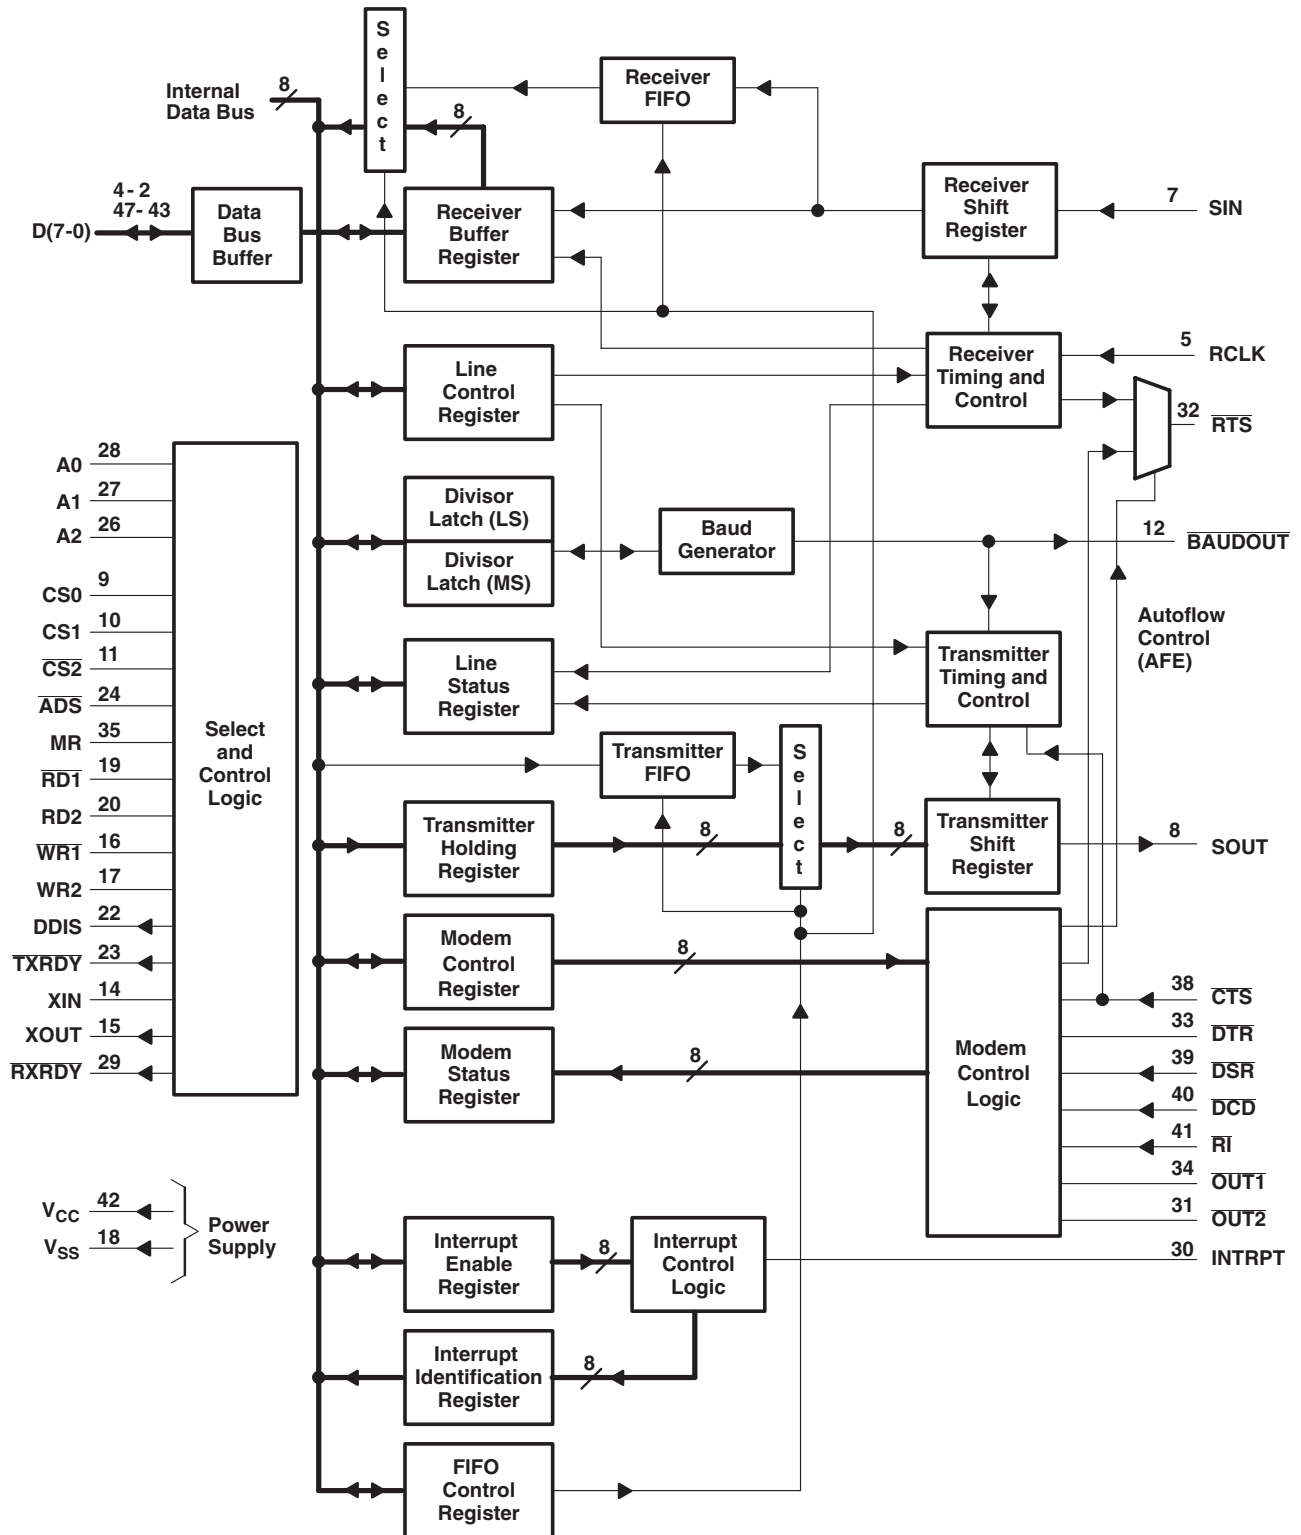 S
e
l
e
c
t
Internal
Data Bus
8
Receiver
FIFO
8
4 - 2
47 - 43
D(7-0)
Data
Bus
Buffer
Receiver
Buffer
Register
Receiver
Shift
Register
7
SIN
Line
Control
Register
Receiver
Timing and
Control
5
RCLK
32
RTS
A0
28
A1
27
A2
26
CS0
9
CS1
10
CS2
11
ADS
24
MR
35
RD1
19
RD2
20
WR1
16
WR2
17
DDIS
22
TXRDY
23
XIN
14
XOUT
15
RXRDY
29
Select
and
Control
Logic
Divisor
Latch (LS)
Divisor
Latch (MS)
Baud
Generator
12
BAUDOUT
Autoflow
Control
(AFE)
Line
Status
Register
Transmitter
Timing and
Control
Transmitter
FIFO
S
e
l
e
c
t
Transmitter
Holding
Register
8
8
Transmitter
Shift
Register
8
SOUT
Modem
Control
Register
8
Modem
Status
Register
8
Modem
Control
Logic
38
CTS
33
DTR
39
DSR
40
DCD
41
RI
34
OUT1
31
OUT2
30
INTRPT
VCC
42
VSS
18
Power
Supply
Interrupt
Enable
Register
8
Interrupt
Control
Logic
Interrupt
Identification
Register
8
FIFO
Control
Register